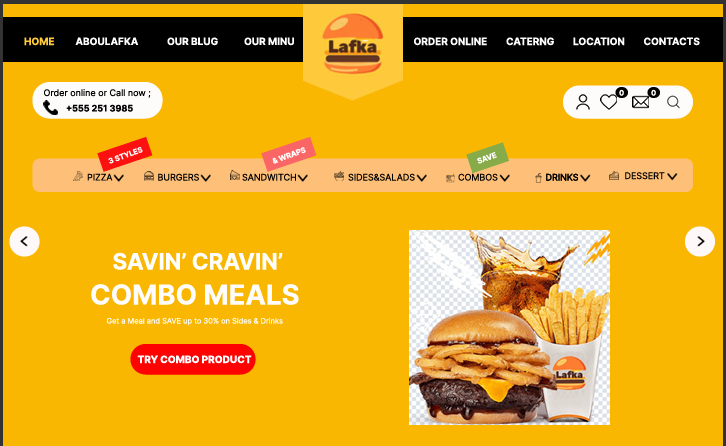 HOME ABOULAFKA OUR BLUG OUR MINU Lafka ORDER ONLINE CATERNG LOCATION CONTACTS
Order online or Call now ;
+555 251 3985
0 0
3 STYLES & WRAPS SAVE
PIZZA BURGERS SANDWITCH SIDES&SALADS COMBOS DRINKS DESSERT
SAVIN' CRAVIN'
COMBO MEALS
Get a Meal and SAVE up to 30% on Sides & Drinks
TRY COMBO PRODUCT
Lafka